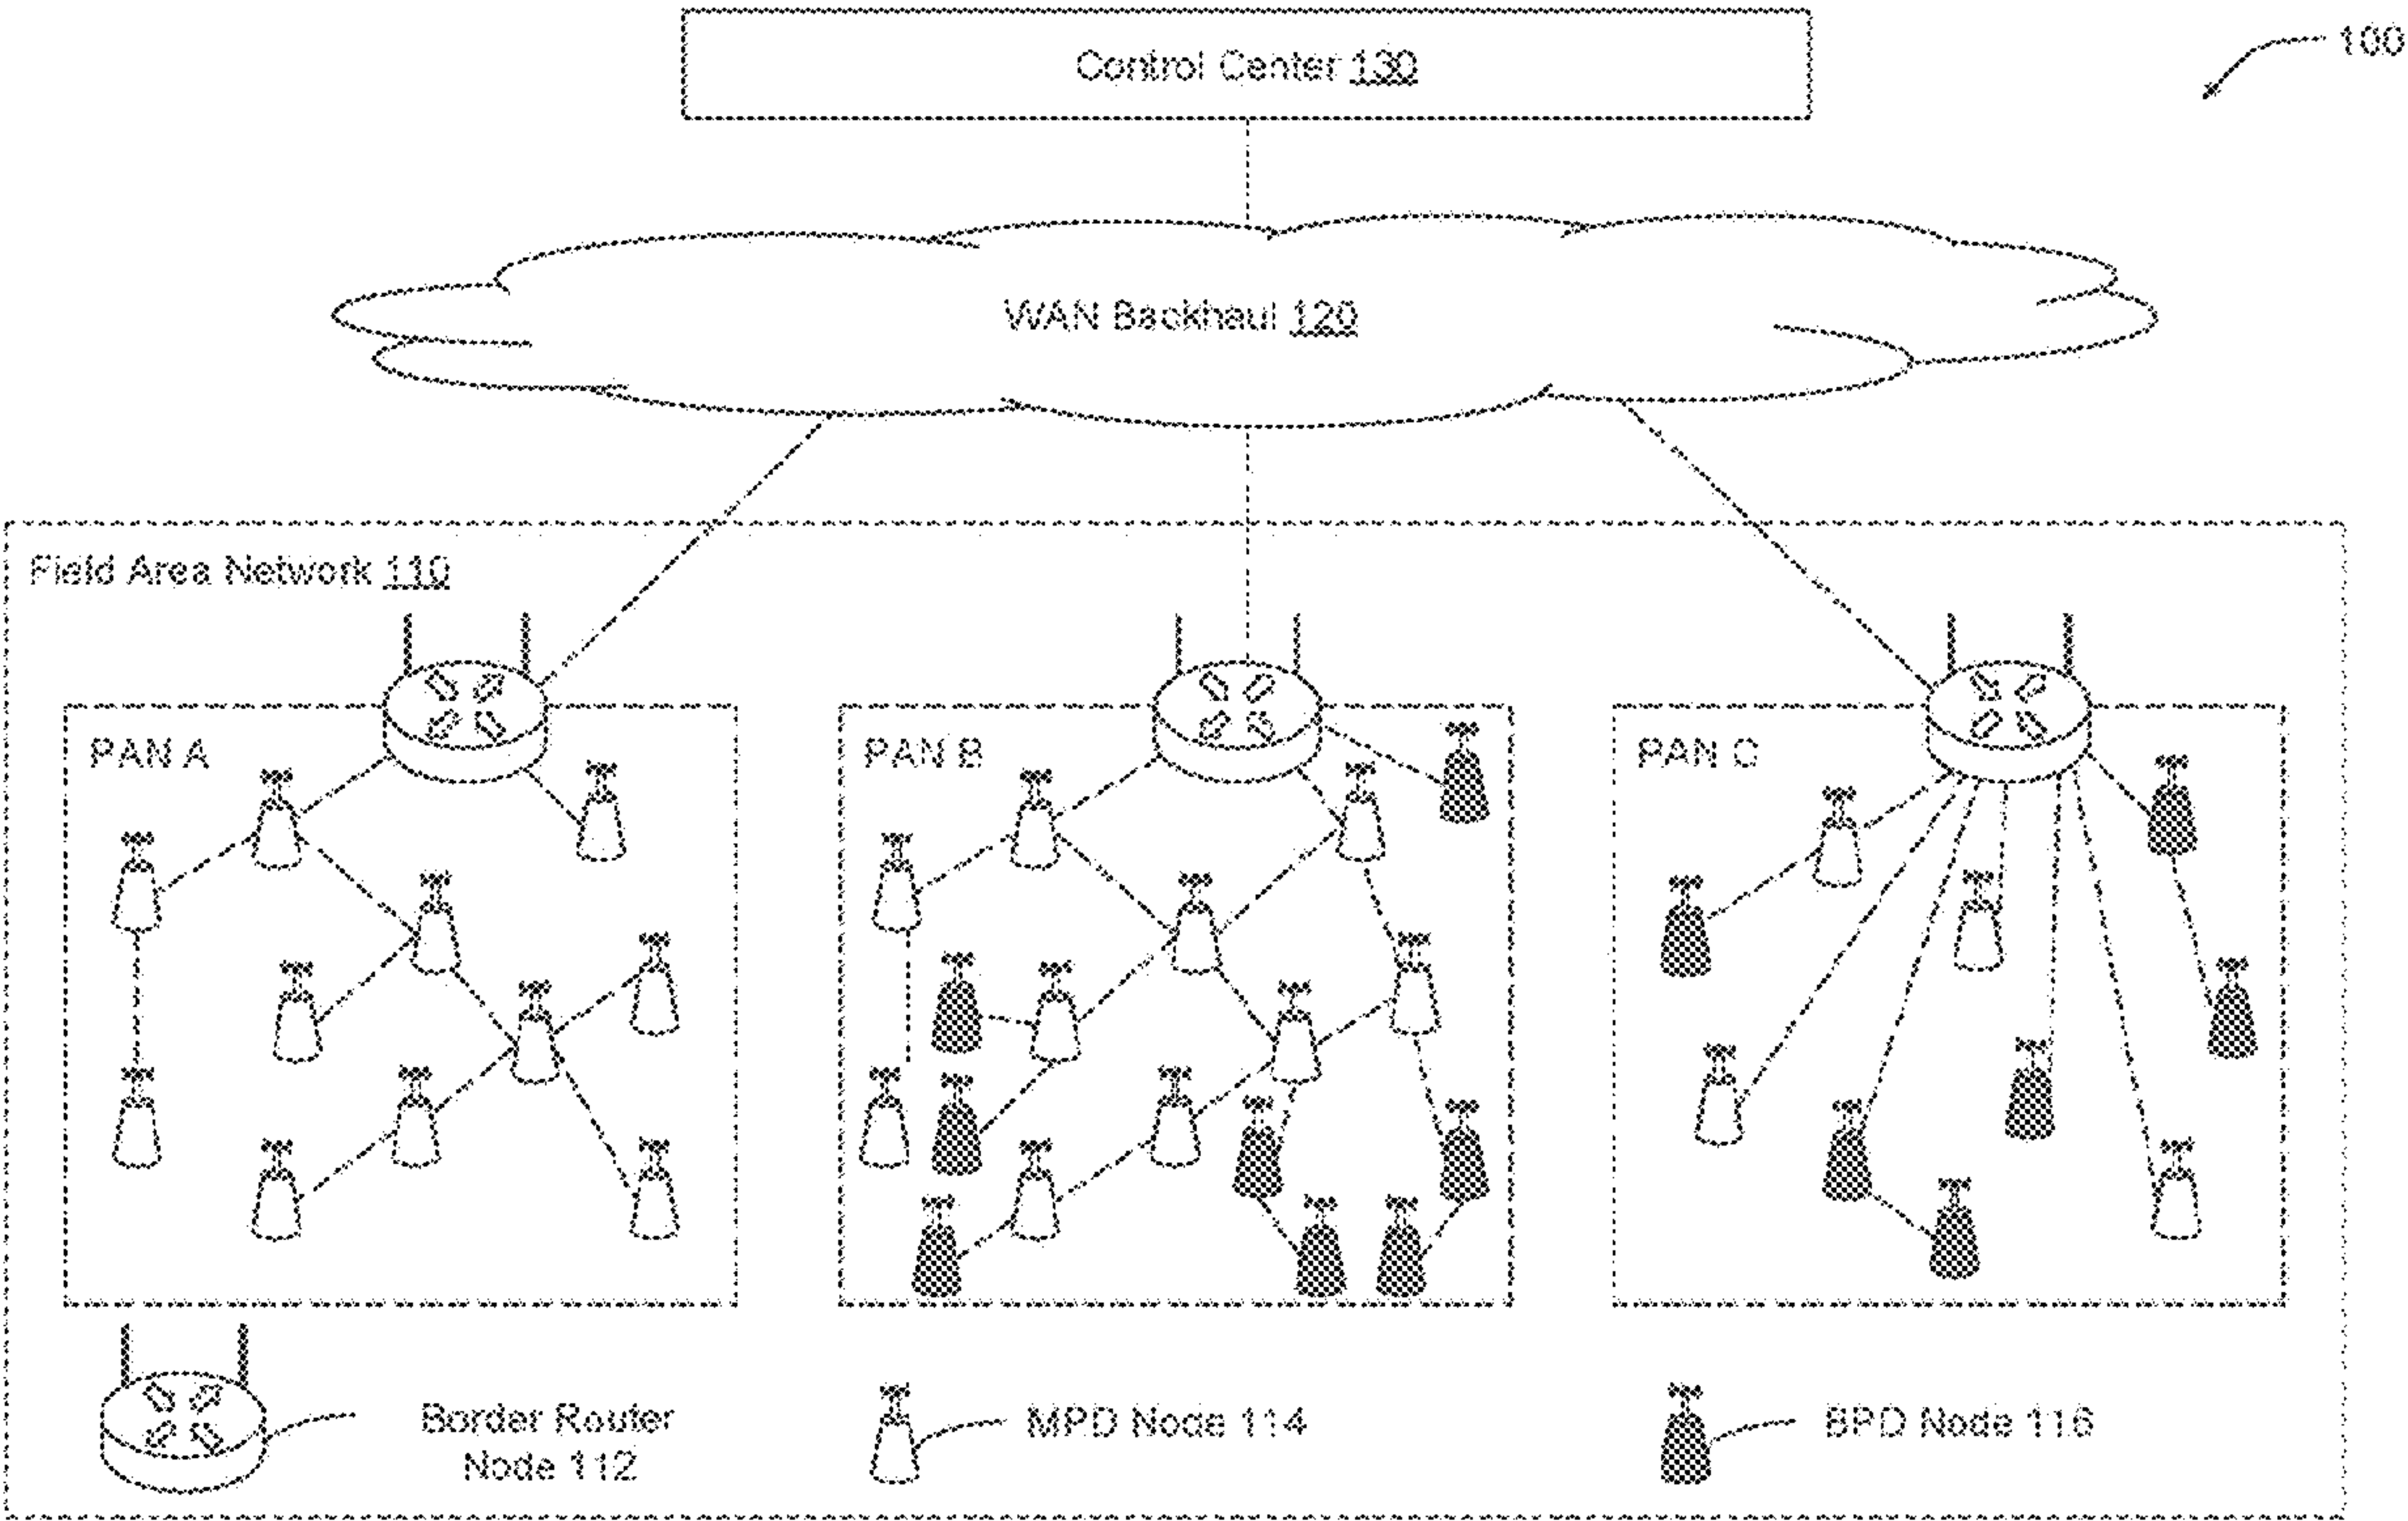 100
Control Center 130
WAN Backhaul 120
Field Area Network 110
PAN A
PAN B
PAN C
Border Router
Node 112
MPD Node 114
BPD Node 116